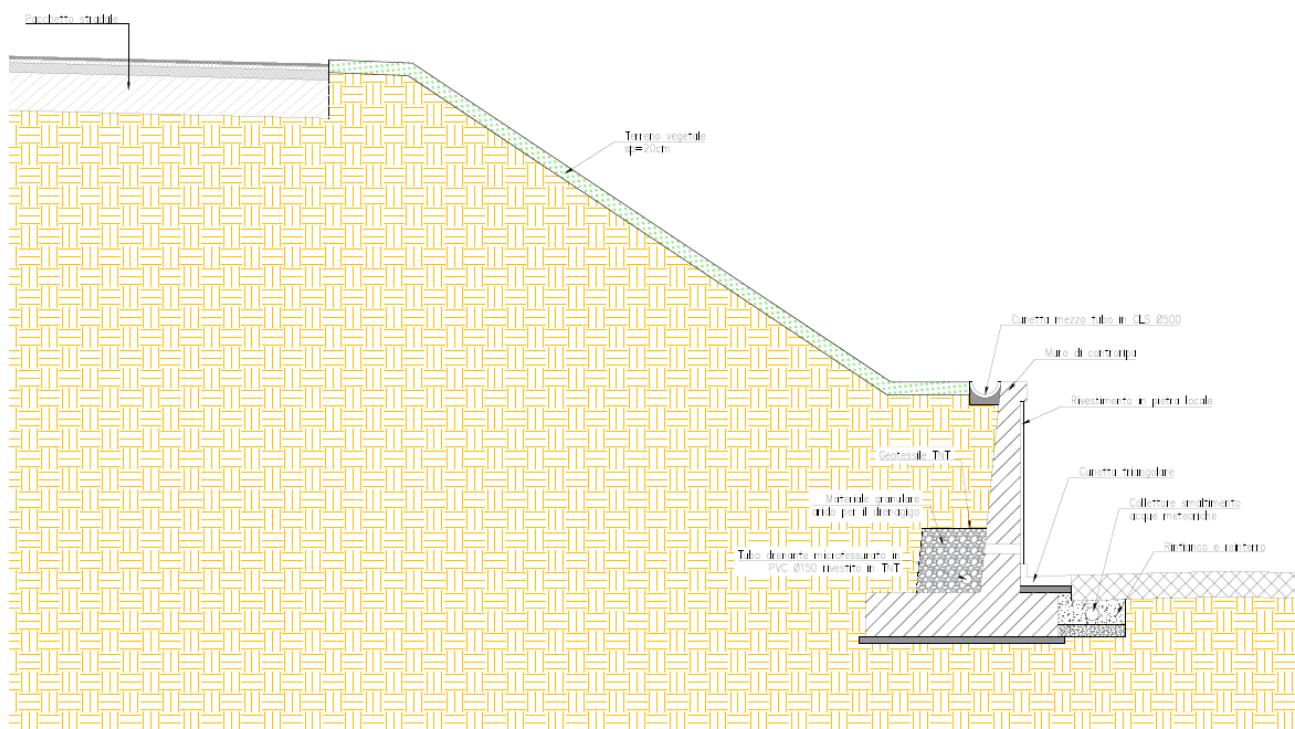 Pacchetto stradale
Terreno vegetale
sp=20cm
Cunetta mezzo tubo in CLS Ø500
Muro di controripa
Rivestimento in pietra locale
Geotessile TNT
Cunetta triangolare
Materiale granulare
arido per il drenaggio
Collettore smaltimento
acque meteoriche
Tubo drenante microfessurato in
PVC Ø150 rivestito in TNT
Rinfianco e reinterro